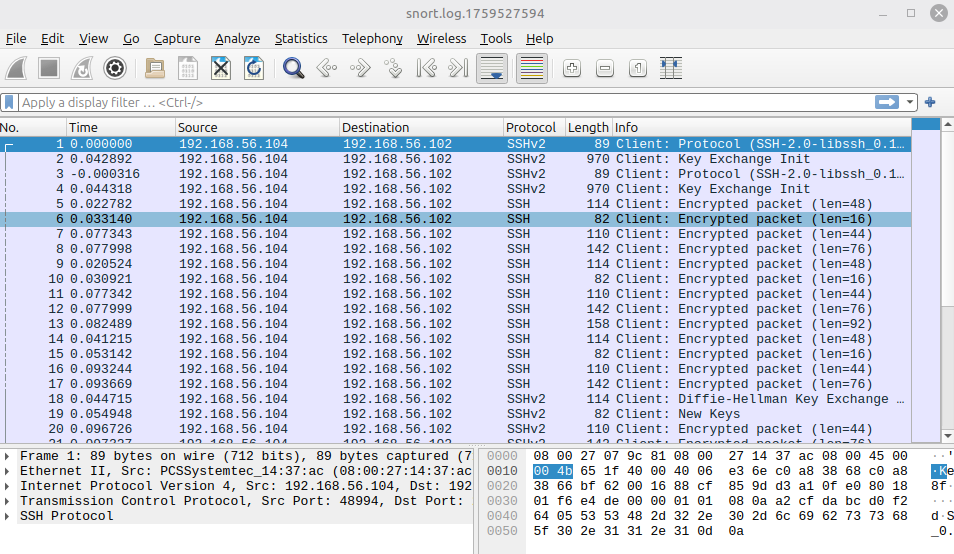 snort.log.1759527594
File Edit View Go Capture Analyze Statistics Telephony Wireless Tools Help
Apply a display filter … <Ctrl-/>
No. Time Source Destination Protocol Length Info
1 0.000000 192.168.56.104 192.168.56.102 SSHv2 89 Client: Protocol (SSH-2.0-libssh_0.1…
2 0.042892 192.168.56.104 192.168.56.102 SSHv2 970 Client: Key Exchange Init
3 -0.000316 192.168.56.104 192.168.56.102 SSHv2 89 Client: Protocol (SSH-2.0-libssh_0.1…
4 0.044318 192.168.56.104 192.168.56.102 SSHv2 970 Client: Key Exchange Init
5 0.022782 192.168.56.104 192.168.56.102 SSH 114 Client: Encrypted packet (len=48)
6 0.033140 192.168.56.104 192.168.56.102 SSH 82 Client: Encrypted packet (len=16)
7 0.077343 192.168.56.104 192.168.56.102 SSH 110 Client: Encrypted packet (len=44)
8 0.077998 192.168.56.104 192.168.56.102 SSH 142 Client: Encrypted packet (len=76)
9 0.020524 192.168.56.104 192.168.56.102 SSH 114 Client: Encrypted packet (len=48)
10 0.030921 192.168.56.104 192.168.56.102 SSH 82 Client: Encrypted packet (len=16)
11 0.077342 192.168.56.104 192.168.56.102 SSH 110 Client: Encrypted packet (len=44)
12 0.077999 192.168.56.104 192.168.56.102 SSH 142 Client: Encrypted packet (len=76)
13 0.082489 192.168.56.104 192.168.56.102 SSH 158 Client: Encrypted packet (len=92)
14 0.041215 192.168.56.104 192.168.56.102 SSH 114 Client: Encrypted packet (len=48)
15 0.053142 192.168.56.104 192.168.56.102 SSH 82 Client: Encrypted packet (len=16)
16 0.093244 192.168.56.104 192.168.56.102 SSH 110 Client: Encrypted packet (len=44)
17 0.093669 192.168.56.104 192.168.56.102 SSH 142 Client: Encrypted packet (len=76)
18 0.044715 192.168.56.104 192.168.56.102 SSHv2 114 Client: Diffie-Hellman Key Exchange …
19 0.054948 192.168.56.104 192.168.56.102 SSHv2 82 Client: New Keys
20 0.096726 192.168.56.104 192.168.56.102 SSHv2 110 Client: Encrypted packet (len=44)
Frame 1: 89 bytes on wire (712 bits), 89 bytes captured (7
Ethernet II, Src: PCSSystemtec_14:37:ac (08:00:27:14:37:ac
Internet Protocol Version 4, Src: 192.168.56.104, Dst: 192
Transmission Control Protocol, Src Port: 48994, Dst Port:
SSH Protocol
0000 08 00 27 07 9c 81 08 00 27 14 37 ac 08 00 45 00 ··'
0010 00 4b 65 1f 40 00 40 06 e3 6e c0 a8 38 68 c0 a8 ·Ke
0020 38 66 bf 62 00 16 88 cf 85 9d d3 a1 0f e0 80 18 8f·
0030 01 f6 e4 de 00 00 01 01 08 0a a2 cf da bc d0 f2 ···
0040 64 05 53 53 48 2d 32 2e 30 2d 6c 69 62 73 73 68 d·S
0050 5f 30 2e 31 31 2e 31 0d 0a _0.